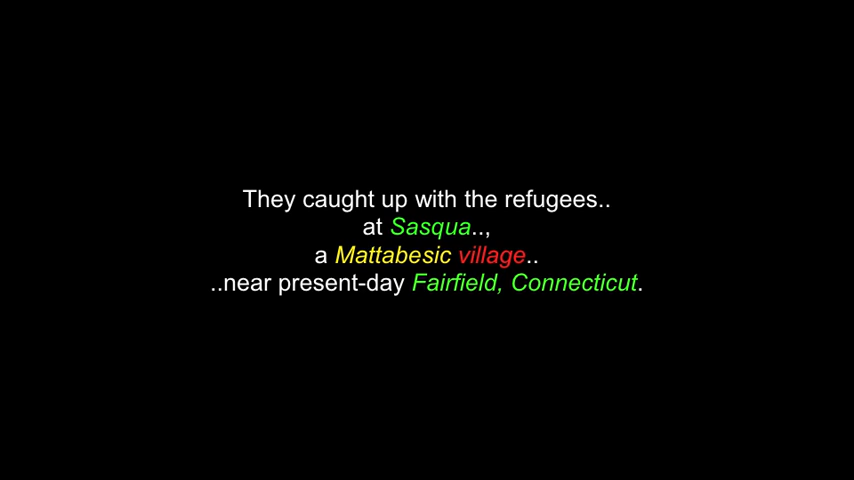 They caught up with the refugees..
at Sasqua..,
a Mattabesic village..
..near present-day Fairfield, Connecticut.